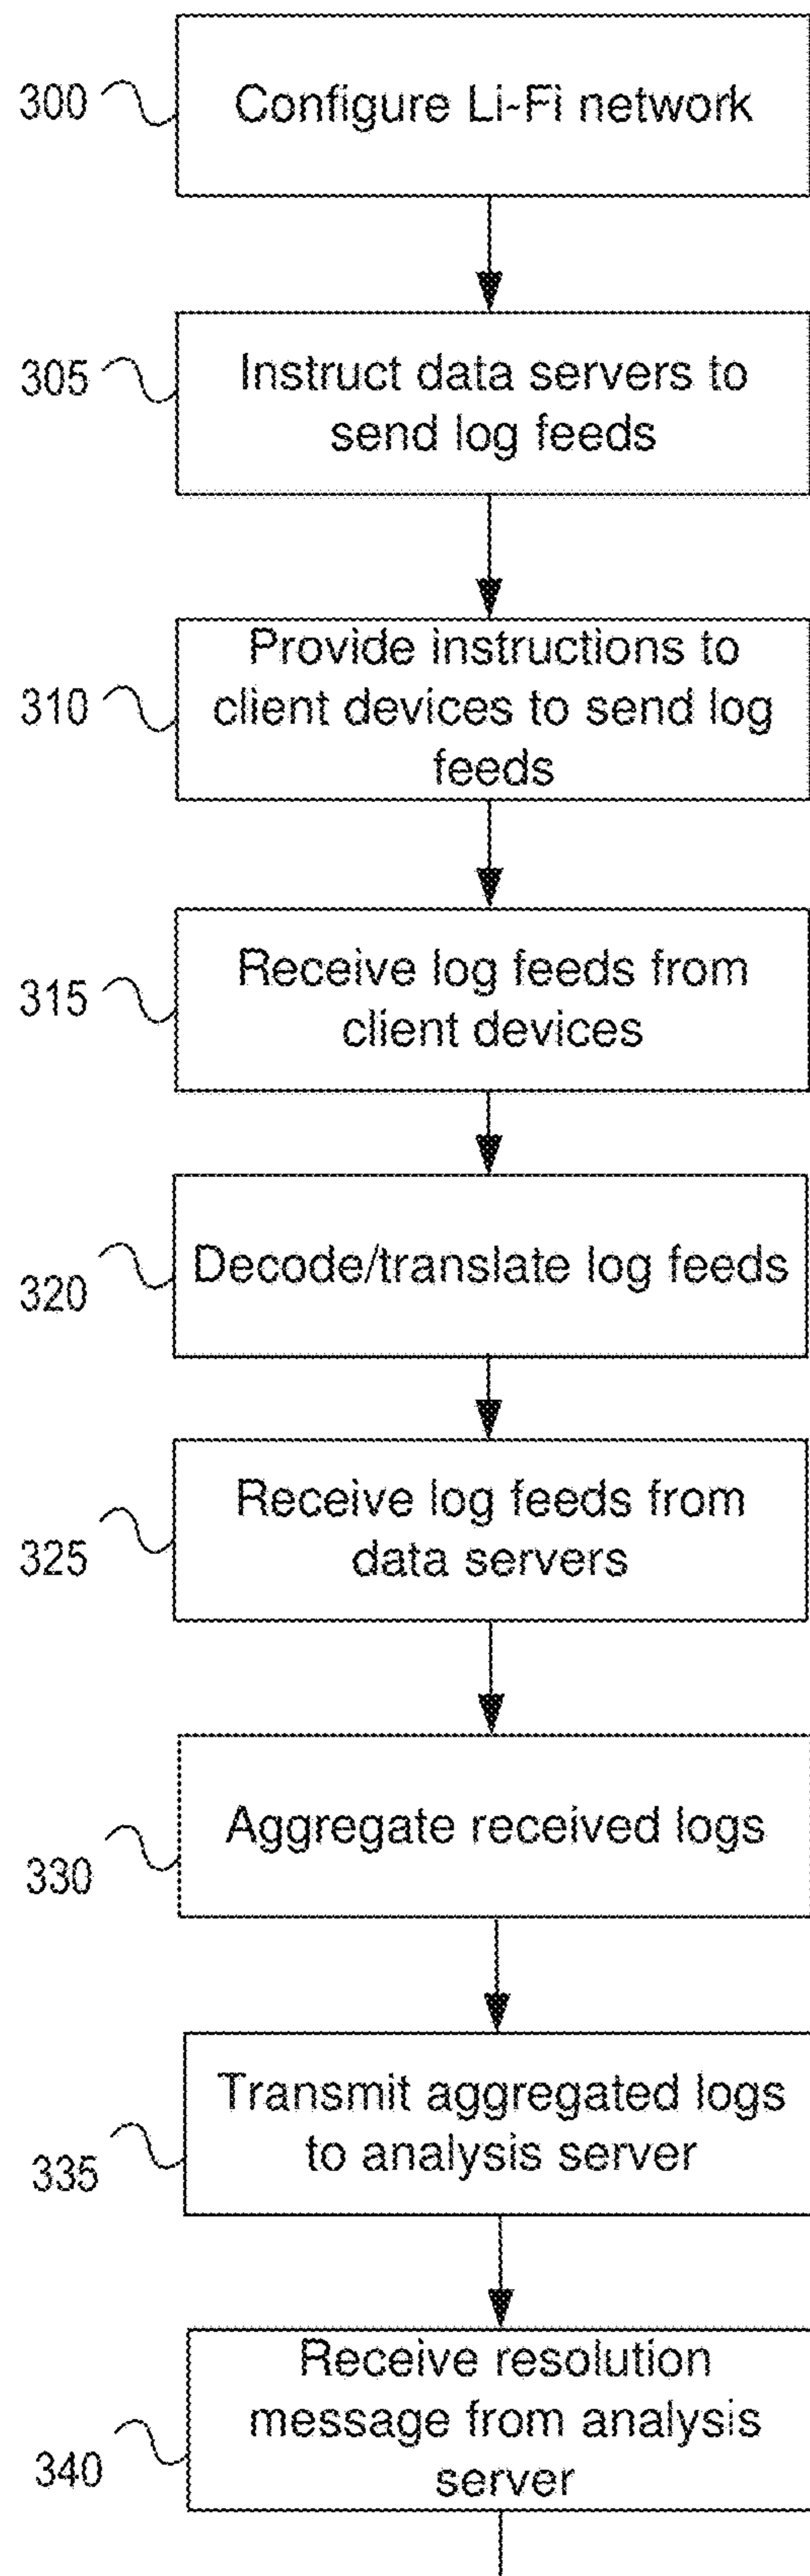 300
Configure Li-Fi network
305
Instruct data servers to
send log feeds
310
Provide instructions to
client devices to send log
feeds
315
Receive log feeds from
client devices
320
Decode/translate log feeds
325
Receive log feeds from
data servers
330
Aggregate received logs
335
Transmit aggregated logs
to analysis server
340
Receive resolution
message from analysis
server